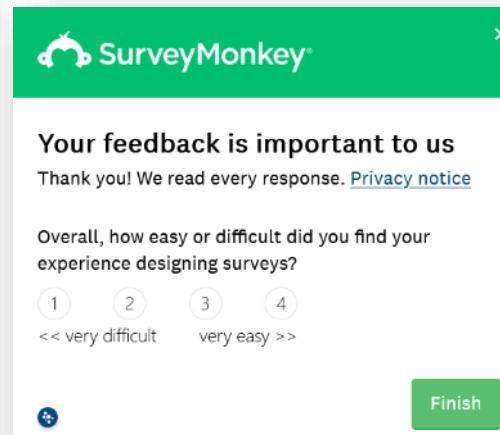 SurveyMonkey®
Your feedback is important to us
Thank you! We read every response. Privacy notice
Overall, how easy or difficult did you find your
experience designing surveys?
1 2 3 4
<< very difficult very easy >>
Finish